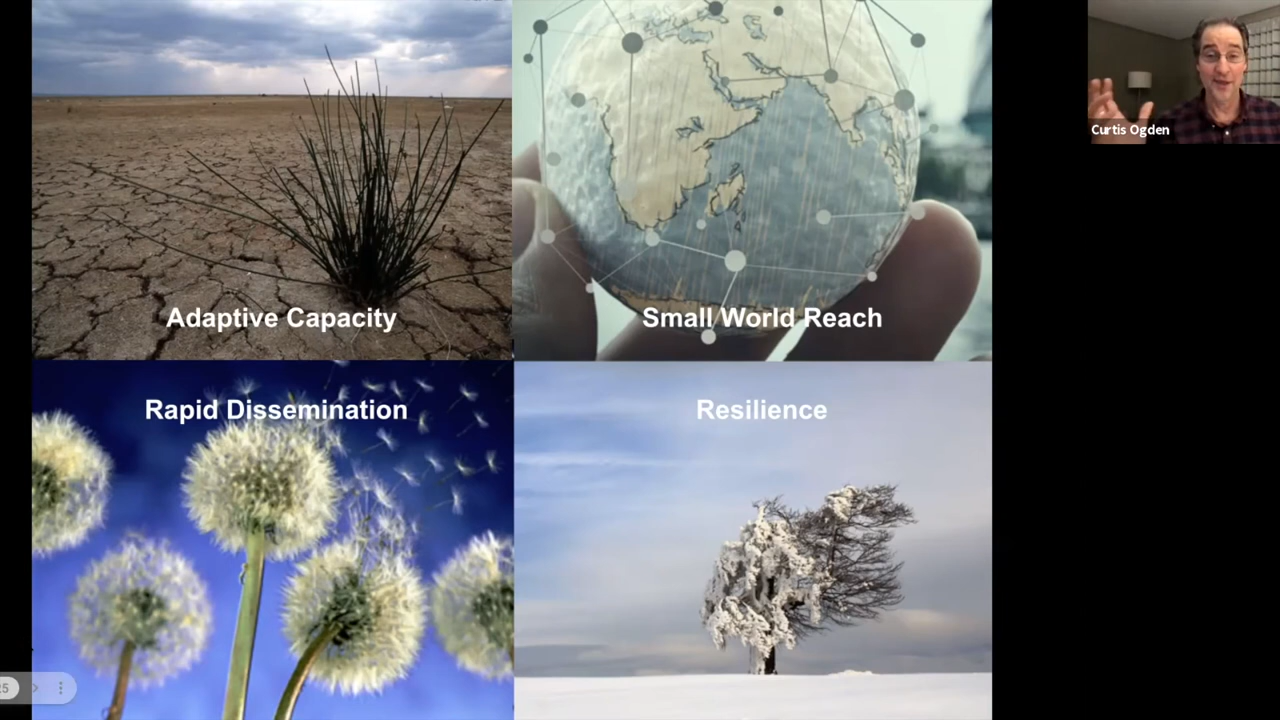 Adaptive Capacity
Small World Reach
Curtis Ogden
Rapid Dissemination
Resilience